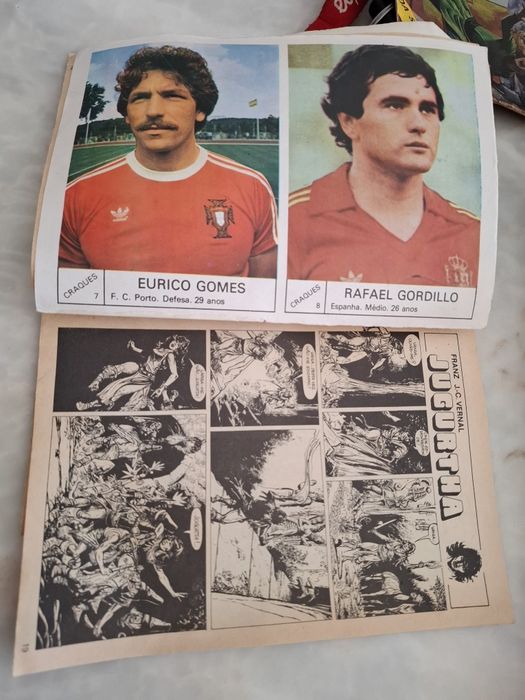 CRAQUES
7
EURICO GOMES
F. C. Porto. Defesa. 29 anos
CRAQUES
8
RAFAEL GORDILLO
Espanha. Médio. 26 anos
FRANZ J.-C VERNAL
JUGURTHA
19